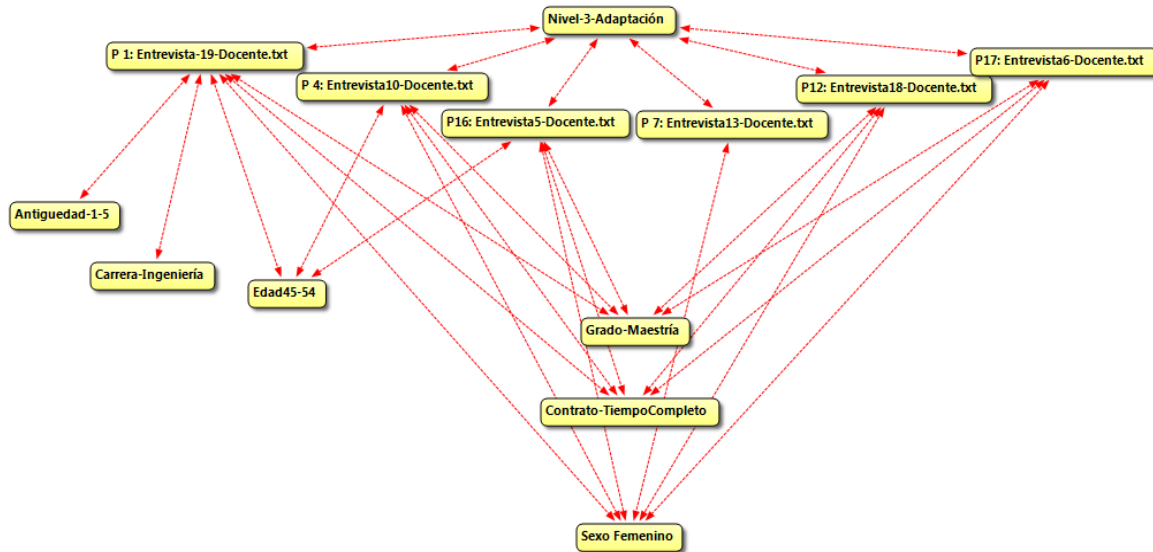 Nivel-3-Adaptación
P 1: Entrevista-19-Docente.txt
P17: Entrevista6-Docente.txt
P 4: Entrevista10-Docente.txt
P12: Entrevista18-Docente.txt
P16: Entrevista5-Docente.txt
P 7: Entrevista13-Docente.txt
Antiguedad-1-5
Carrera-Ingeniería
Edad45-54
Grado-Maestría
Contrato-TiempoCompleto
Sexo Femenino